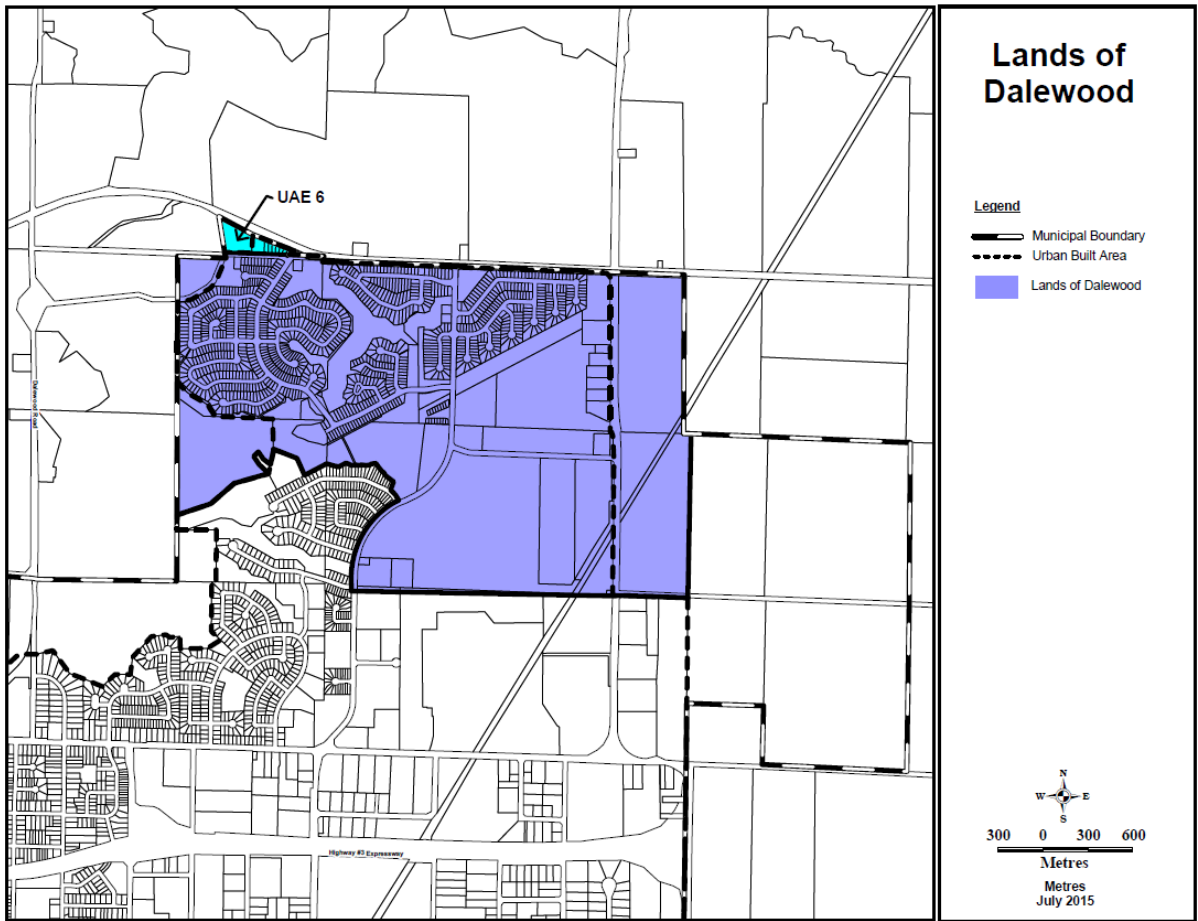 Lands of
Dalewood
UAE 6
Legend
Municipal Boundary
Urban Built Area
Lands of Dalewood
Dalewood Road
Highway #3 Expressway
N
W E
S
300 0 300 600
Metres
Metres
July 2015